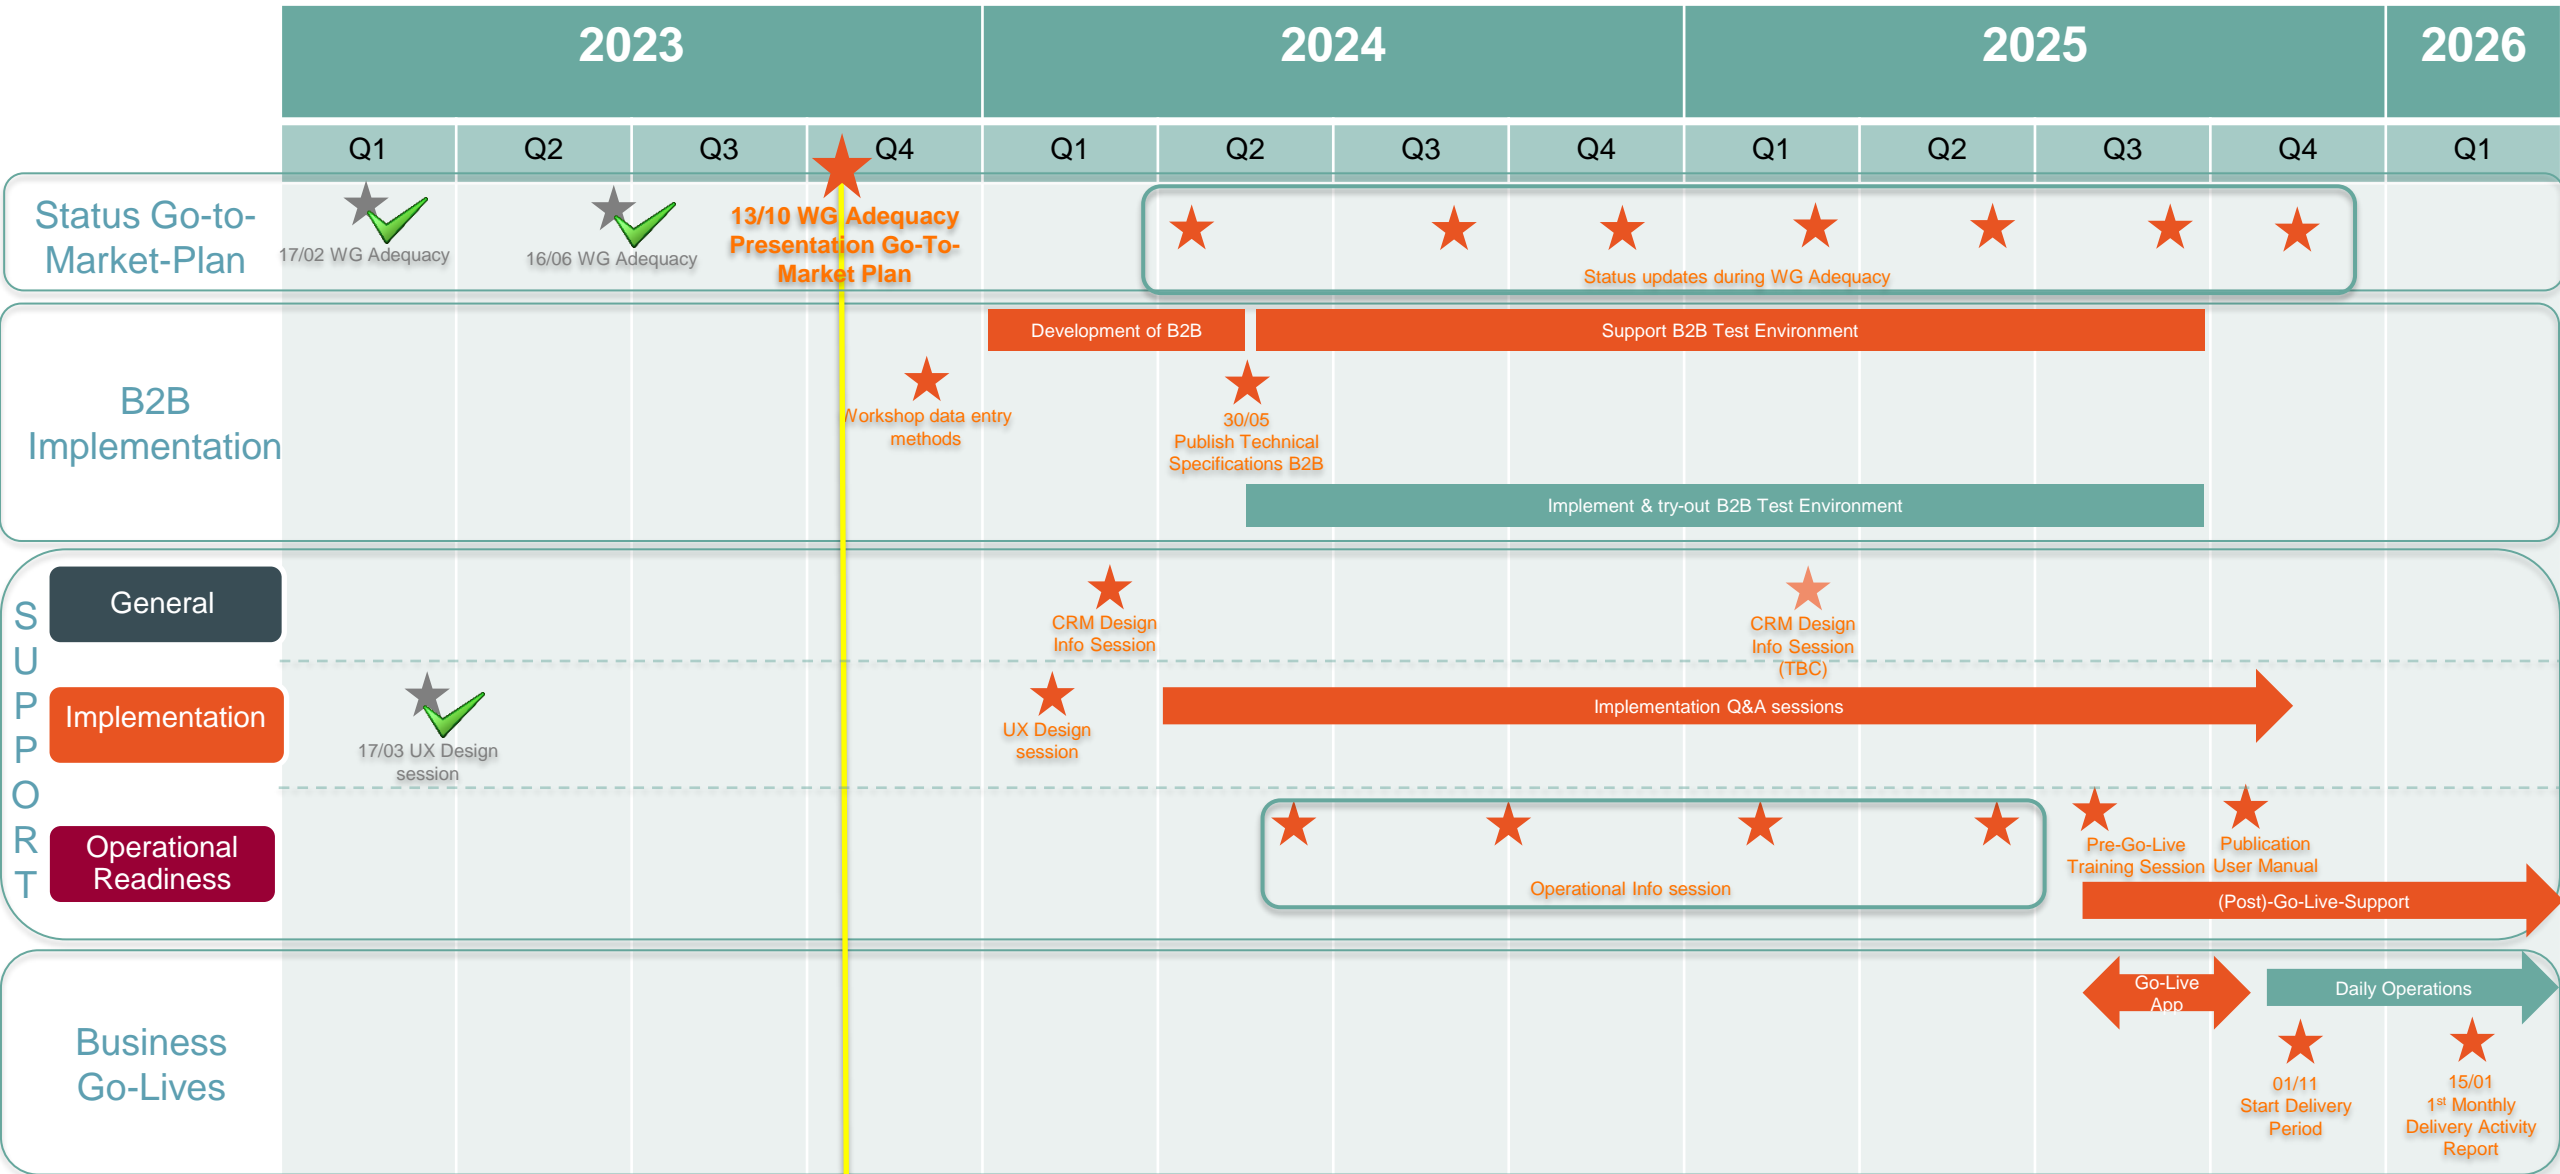 2023
2024
2025
2026
Q1
Q2
Q3
Q4
Q1
Q2
Q3
Q4
Q1
Q2
Q3
Q4
Q1
Status Go-to-
Market-Plan
17/02 WG Adequacy
16/06 WG Adequacy
13/10 WG Adequacy
Presentation Go-To-
Market Plan
Status updates during WG Adequacy
B2B
Implementation
Development of B2B
Support B2B Test Environment
Workshop data entry
methods
30/05
Publish Technical
Specifications B2B
Implement & try-out B2B Test Environment
SUPPORT
General
CRM Design
Info Session
CRM Design
Info Session
(TBC)
Implementation
17/03 UX Design
session
UX Design
session
Implementation Q&A sessions
Operational
Readiness
Operational Info session
Pre-Go-Live
Training Session
Publication
User Manual
(Post)-Go-Live-Support
Business
Go-Lives
Go-Live
App
Daily Operations
01/11
Start Delivery
Period
15/01
1st Monthly
Delivery Activity
Report